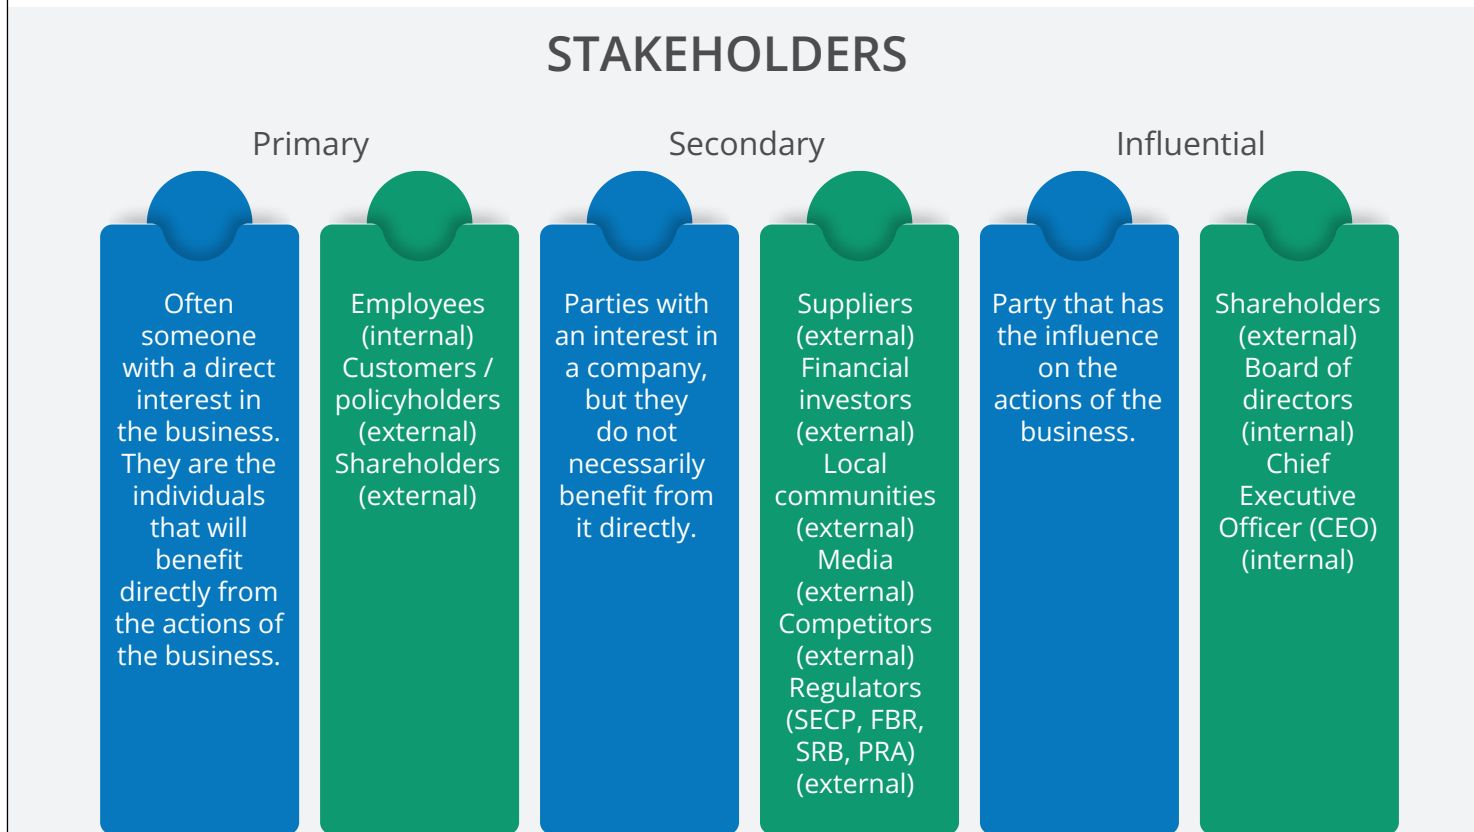 STAKEHOLDERS
Primary
Secondary
Influential
Often
someone
with a direct
interest in
the business.
They are the
individuals
that will
benefit
directly from
the actions of
the business.
Employees
(internal)
Customers /
policyholders
(external)
Shareholders
(external)
Parties with
an interest in
a company,
but they
do not
necessarily
benefit from
it directly.
Suppliers
(external)
Financial
investors
(external)
Local
communities
(external)
Media
(external)
Competitors
(external)
Regulators
(SECP, FBR,
SRB, PRA)
(external)
Party that has
the influence
on the
actions of the
business.
Shareholders
(external)
Board of
directors
(internal)
Chief
Executive
Officer (CEO)
(internal)